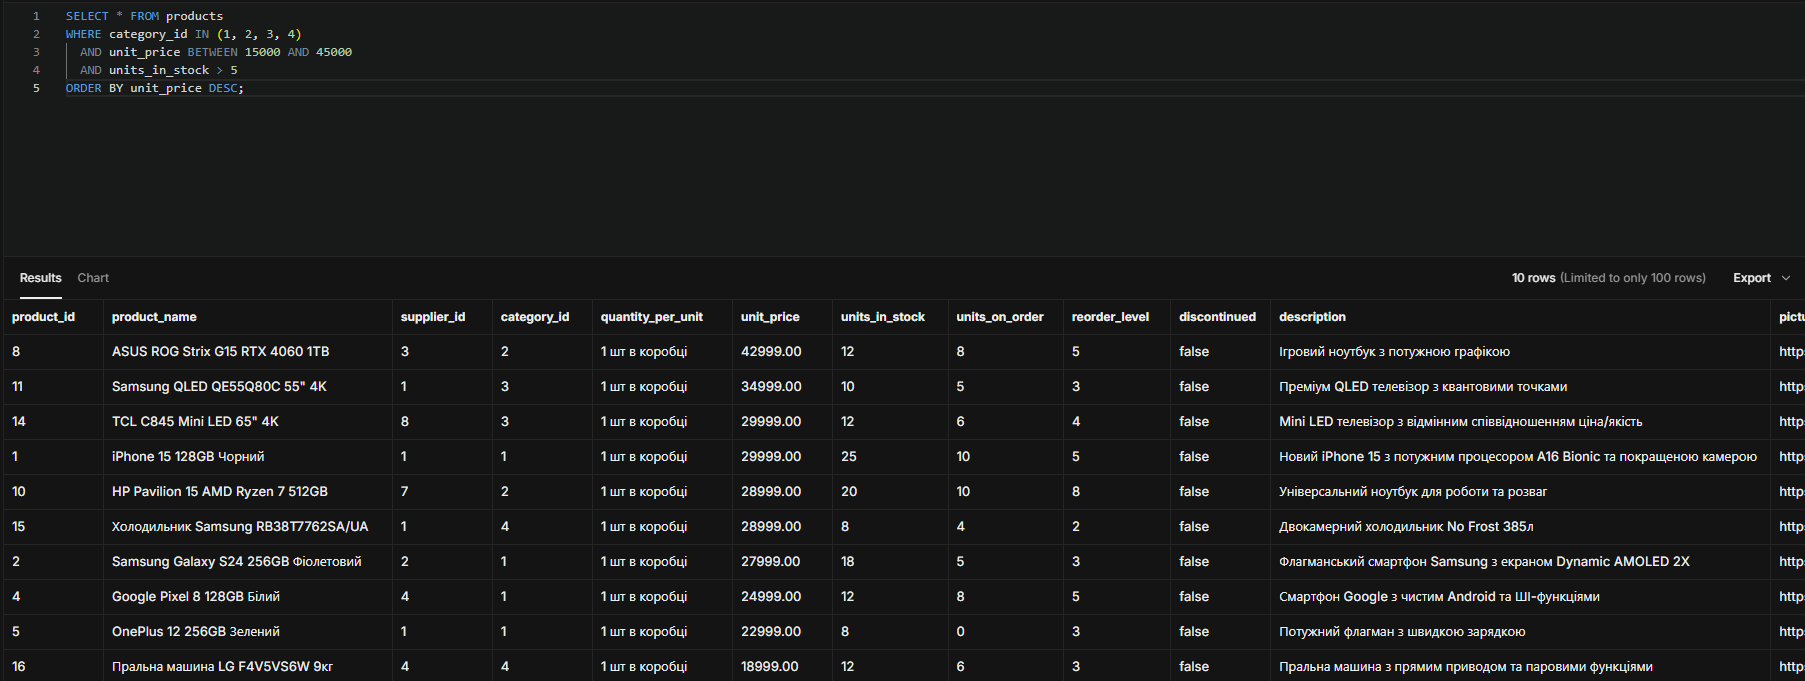 1 SELECT * FROM products
2 WHERE category_id IN (1, 2, 3, 4)
3 AND unit_price BETWEEN 15000 AND 45000
4 AND units_in_stock > 5
5 ORDER BY unit_price DESC;
Results Chart 10 rows (Limited to only 100 rows) Export
product_id product_name supplier_id category_id quantity_per_unit unit_price units_in_stock units_on_order reorder_level discontinued description pictu
8 ASUS ROG Strix G15 RTX 4060 1TB 3 2 1 шт в коробці 42999.00 12 8 5 false Ігровий ноутбук з потужною графікою http
11 Samsung QLED QE55Q80C 55" 4K 1 3 1 шт в коробці 34999.00 10 5 3 false Преміум QLED телевізор з квантовими точками http
14 TCL C845 Mini LED 65" 4K 8 3 1 шт в коробці 29999.00 12 6 4 false Mini LED телевізор з відмінним співвідношенням ціна/якість http
1 iPhone 15 128GB Чорний 1 1 1 шт в коробці 29999.00 25 10 5 false Новий iPhone 15 з потужним процесором A16 Bionic та покращеною камерою http
10 HP Pavilion 15 AMD Ryzen 7 512GB 7 2 1 шт в коробці 28999.00 20 10 8 false Універсальний ноутбук для роботи та розваг http
15 Холодильник Samsung RB38T7762SA/UA 1 4 1 шт в коробці 28999.00 8 4 2 false Двокамерний холодильник No Frost 385л http
2 Samsung Galaxy S24 256GB Фіолетовий 2 1 1 шт в коробці 27999.00 18 5 3 false Флагманський смартфон Samsung з екраном Dynamic AMOLED 2X http
4 Google Pixel 8 128GB Білий 4 1 1 шт в коробці 24999.00 12 8 5 false Смартфон Google з чистим Android та ШІ-функціями http
5 OnePlus 12 256GB Зелений 1 1 1 шт в коробці 22999.00 8 0 3 false Потужний флагман з швидкою зарядкою http
16 Пральна машина LG F4V5VS6W 9кг 4 4 1 шт в коробці 18999.00 12 6 3 false Пральна машина з прямим приводом та паровими функціями http